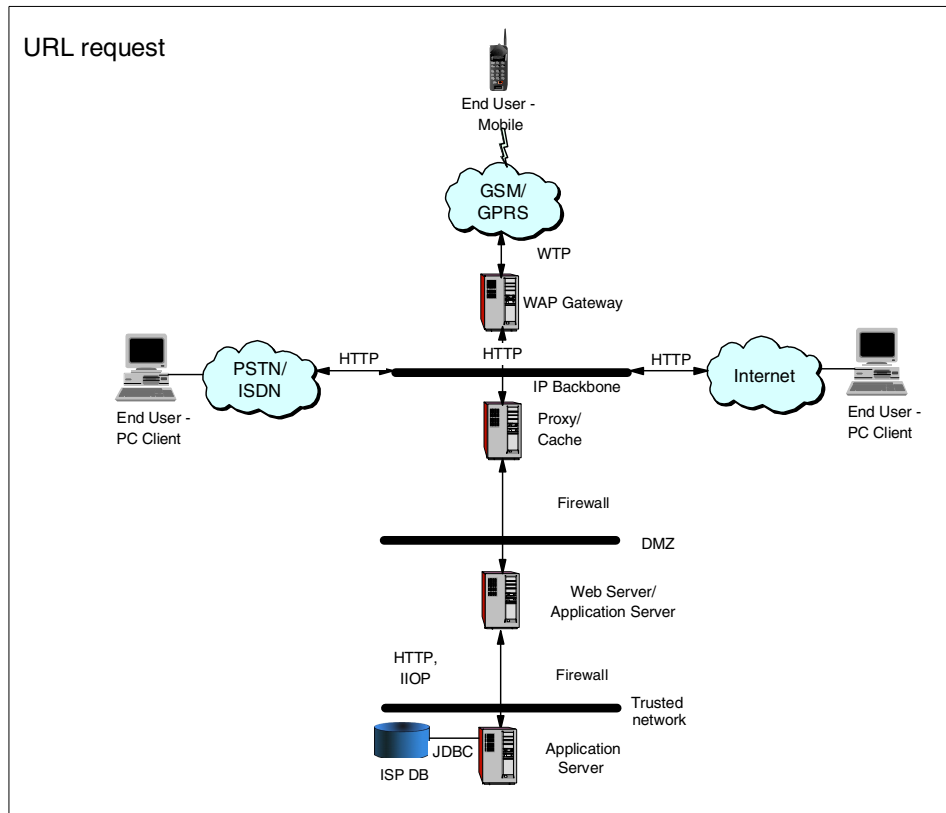 URL request
End User -
Mobile
GSM/
GPRS
WTP
WAP Gateway
HTTP
HTTP
HTTP
PSTN/
ISDN
Internet
IP Backbone
End User -
PC Client
End User -
PC Client
Proxy/
Cache
Firewall
DMZ
Web Server/
Application Server
HTTP,
IIOP
Firewall
Trusted
network
JDBC
ISP DB
Application
Server